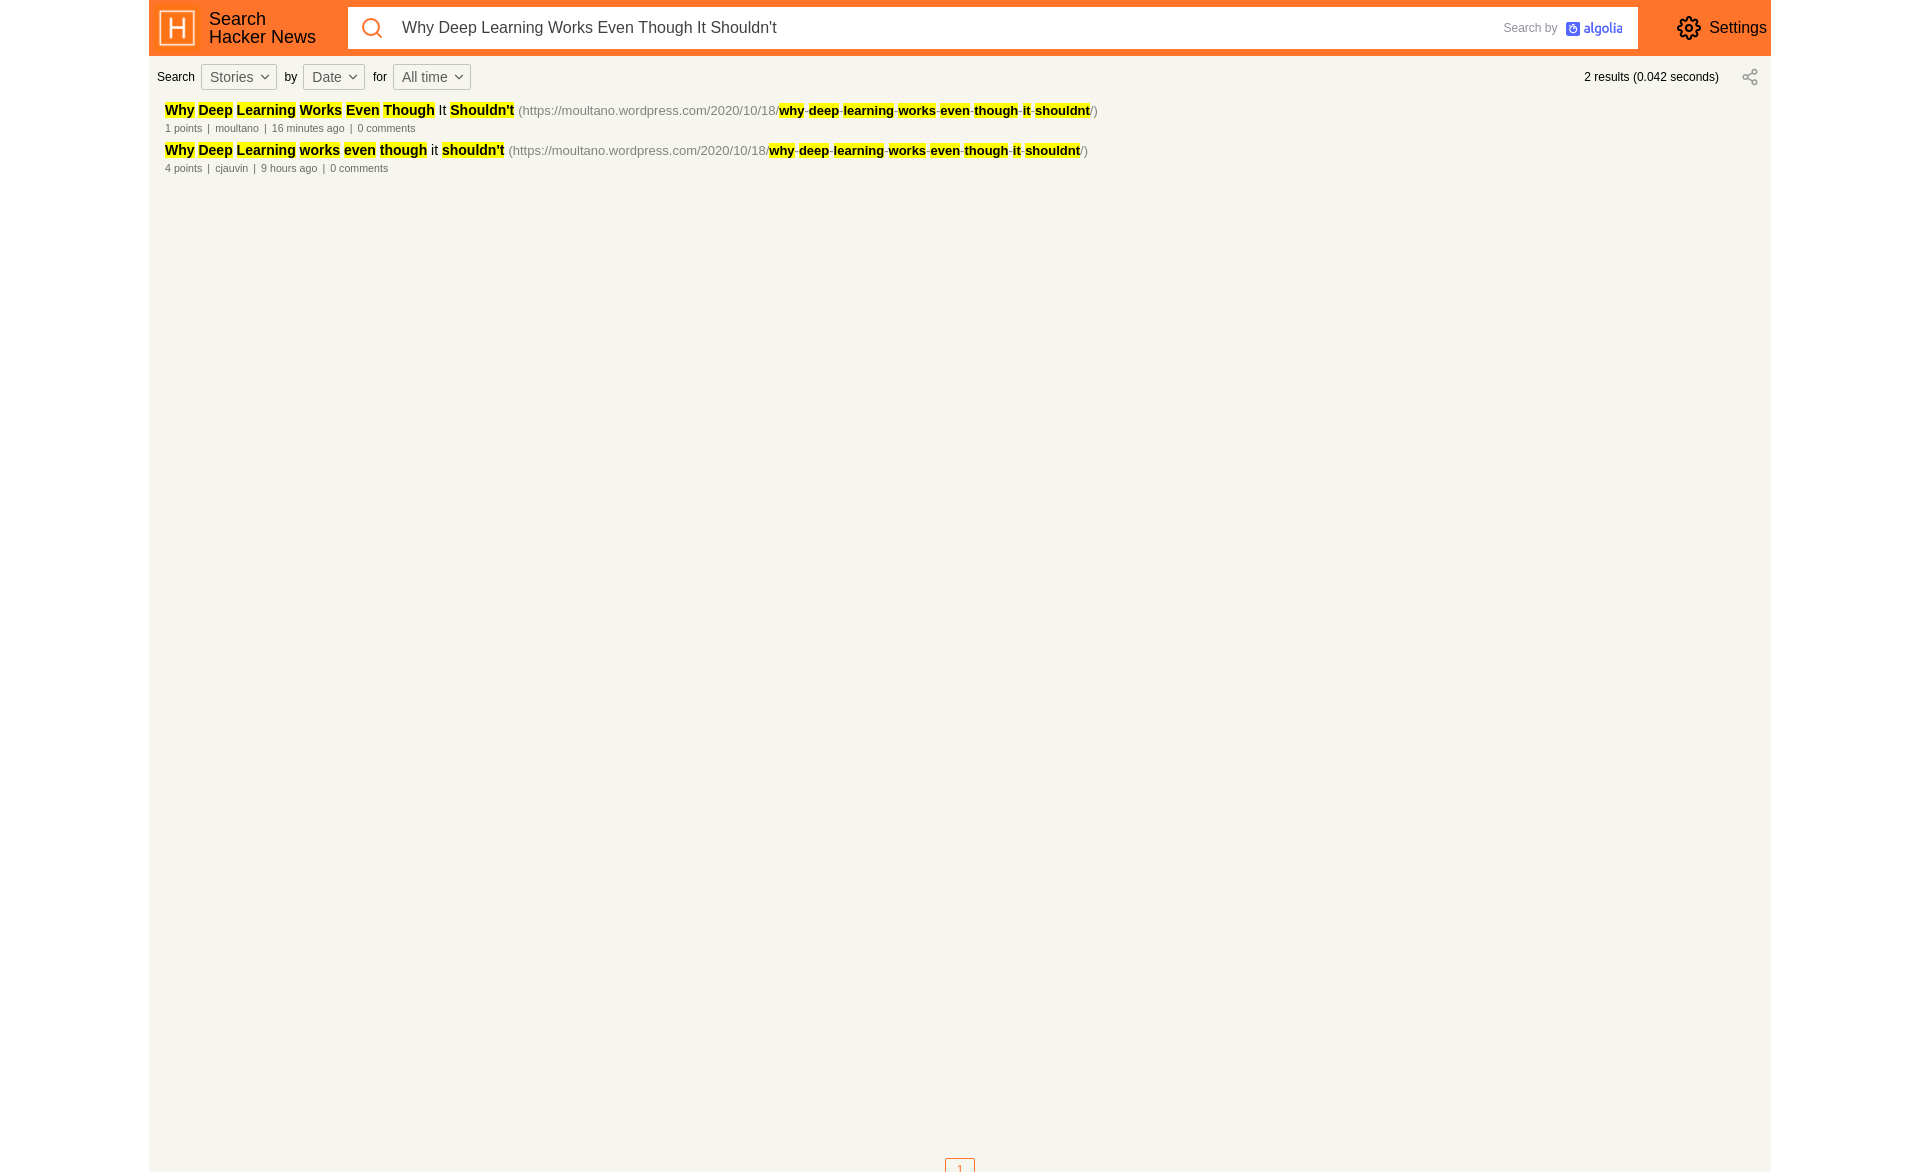 Search
Hacker News
Why Deep Learning Works Even Though It Shouldn't
Search by algolia
Settings
Search Stories by Date for All time
2 results (0.042 seconds)
Why Deep Learning Works Even Though It Shouldn't (https://moultano.wordpress.com/2020/10/18/why-deep-learning-works-even-though-it-shouldnt/)
1 points | moultano | 16 minutes ago | 0 comments
Why Deep Learning works even though it shouldn't (https://moultano.wordpress.com/2020/10/18/why-deep-learning-works-even-though-it-shouldnt/)
4 points | cjauvin | 9 hours ago | 0 comments
1